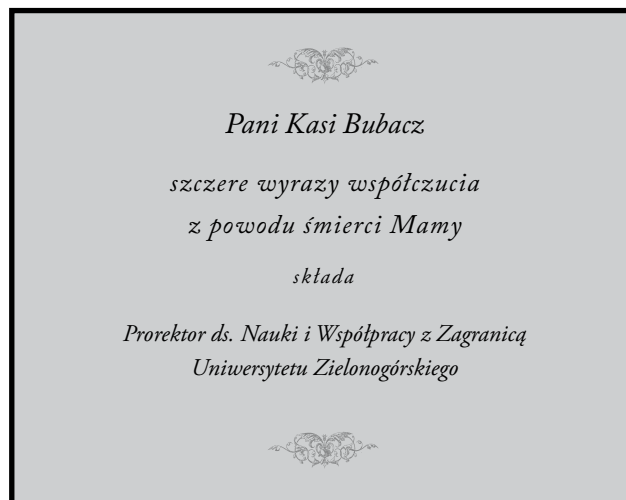 Pani Kasi Bubacz
szczere wyrazy współczucia
z powodu śmierci Mamy
składa
Prorektor ds. Nauki i Współpracy z Zagranicą
Uniwersytetu Zielonogórskiego